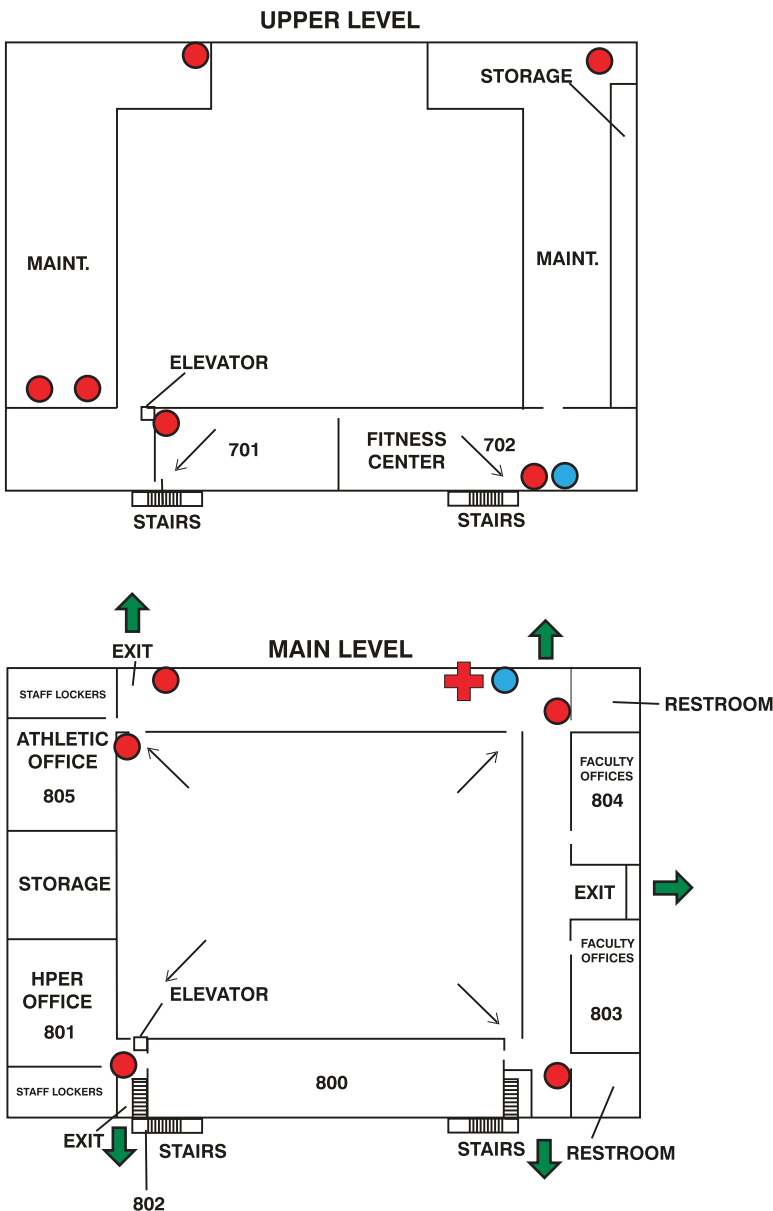 UPPER LEVEL
STORAGE
MAINT.
MAINT.
ELEVATOR
701
FITNESS
CENTER
702
STAIRS
STAIRS
MAIN LEVEL
EXIT
STAFF LOCKERS
RESTROOM
ATHLETIC
OFFICE
805
FACULTY
OFFICES
804
STORAGE
EXIT
FACULTY
OFFICES
803
HPER
OFFICE
801
ELEVATOR
800
STAFF LOCKERS
EXIT
STAIRS
STAIRS
RESTROOM
802